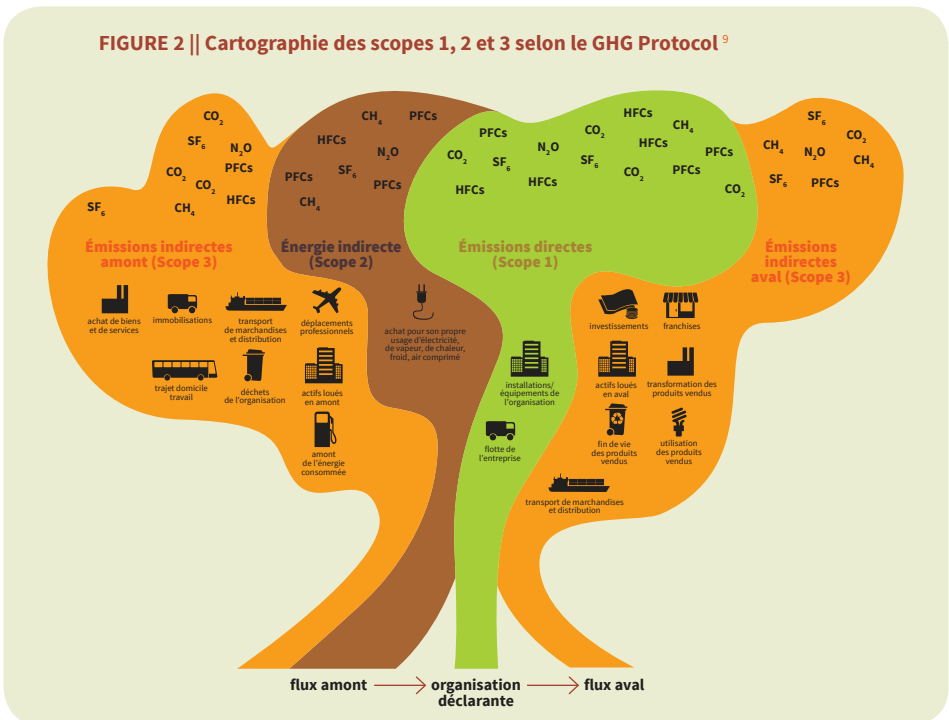 FIGURE 2 || Cartographie des scopes 1, 2 et 3 selon le GHG Protocol 9
CO2
SF6
N2O
CO2
PFCs
CO2
HFCs
SF6
CH4
CH4
PFCs
HFCs
N2O
SF6
PFCs
PFCs
CH4
HFCs
PFCs
CO2
CH4
N2O
HFCs
CO2
SF6
SF6
PFCs
HFCs
HFCs
CO2
PFCs
CO2
SF6
CO2
CH4
N2O
CH4
SF6
PFCs
Émissions indirectes
amont (Scope 3)
Énergie indirecte
(Scope 2)
Émissions directes
(Scope 1)
Émissions
indirectes
aval (Scope 3)
achat de biens
et de services
immobilisations
transport
de marchandises
et distribution
déplacements
professionnels
trajet domicile
travail
déchets
de l'organisation
actifs loués
en amont
amont
de l'énergie
consommée
achat pour son propre
usage d'électricité,
de vapeur, de chaleur,
froid, air comprimé
installations/
équipements de
l'organisation
flotte de
l'entreprise
investissements
franchises
actifs loués
en aval
transformation des
produits vendus
fin de vie
des produits
vendus
utilisation
des produits
vendus
transport de marchandises
et distribution
flux amont
organisation
déclarante
flux aval